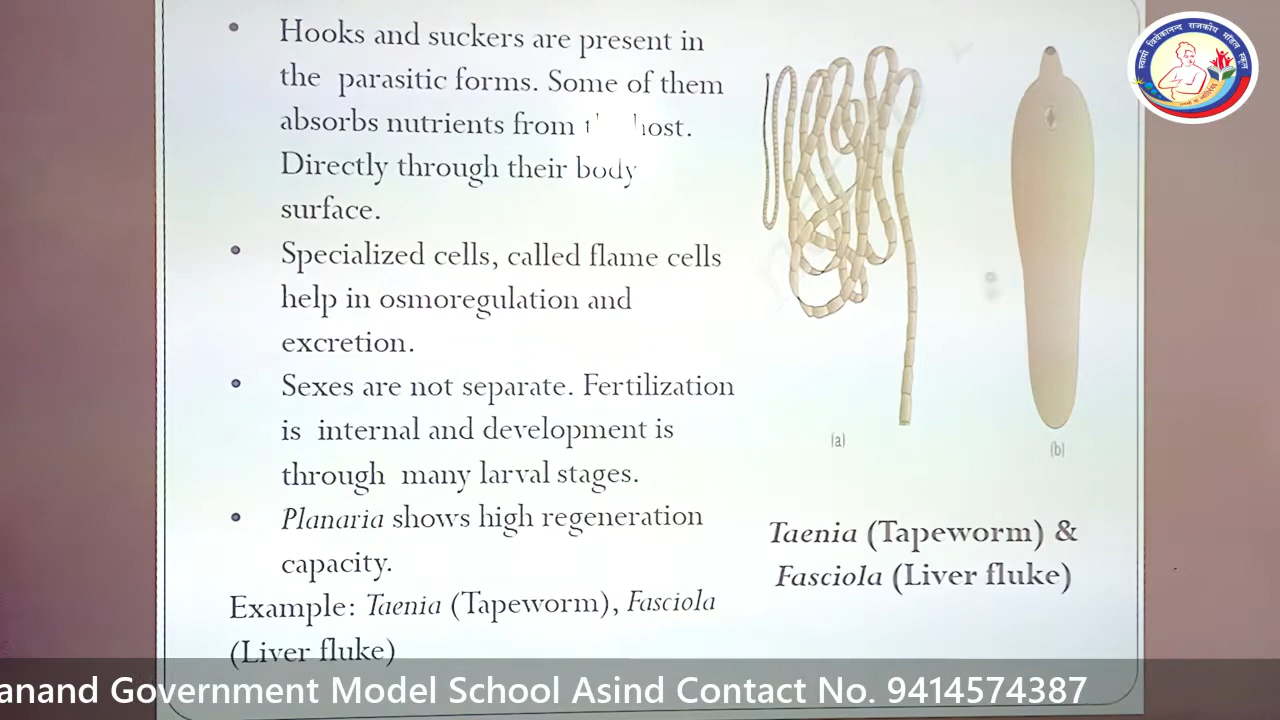 Hooks and suckers are present in
the parasitic forms. Some of them
absorbs nutrients from
Directly through their body
surface.
Specialized cells, called flame cells
help in osmoregulation and
excretion.
Sexes are not separate. Fertilization
is internal and development is
through many larval stages.
Planaria shows high regeneration
capacity.
Example: Taenia (Tapeworm), Fasciola
(Liver fluke)
(a)
(b)
Taenia (Tapeworm) &
Fasciola (Liver fluke)
स्वामी विवेकानन्द राजकीय मॉडल स्कूल
anand Government Model School Asind Contact No. 9414574387